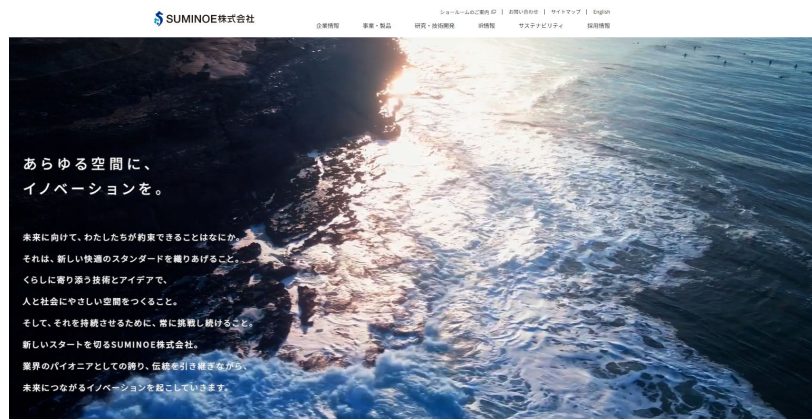 SUMINOE株式会社
ショールームのご案内 | お問い合わせ | サイトマップ | English
企業情報 事業・製品 研究・技術開発 IR情報 サステナビリティ 採用情報
あらゆる空間に、
イノベーションを。
未来に向けて、わたしたちが約束できることはなにか。
それは、新しい快適のスタンダードを織りあげること。
くらしに寄り添う技術とアイデアで、
人と社会にやさしい空間をつくること。
そして、それを持続させるために、常に挑戦し続けること。
新しいスタートを切るSUMINOE株式会社。
業界のパイオニアとしての誇り、伝統を引き継ぎながら、
未来につながるイノベーションを起こしていきます。